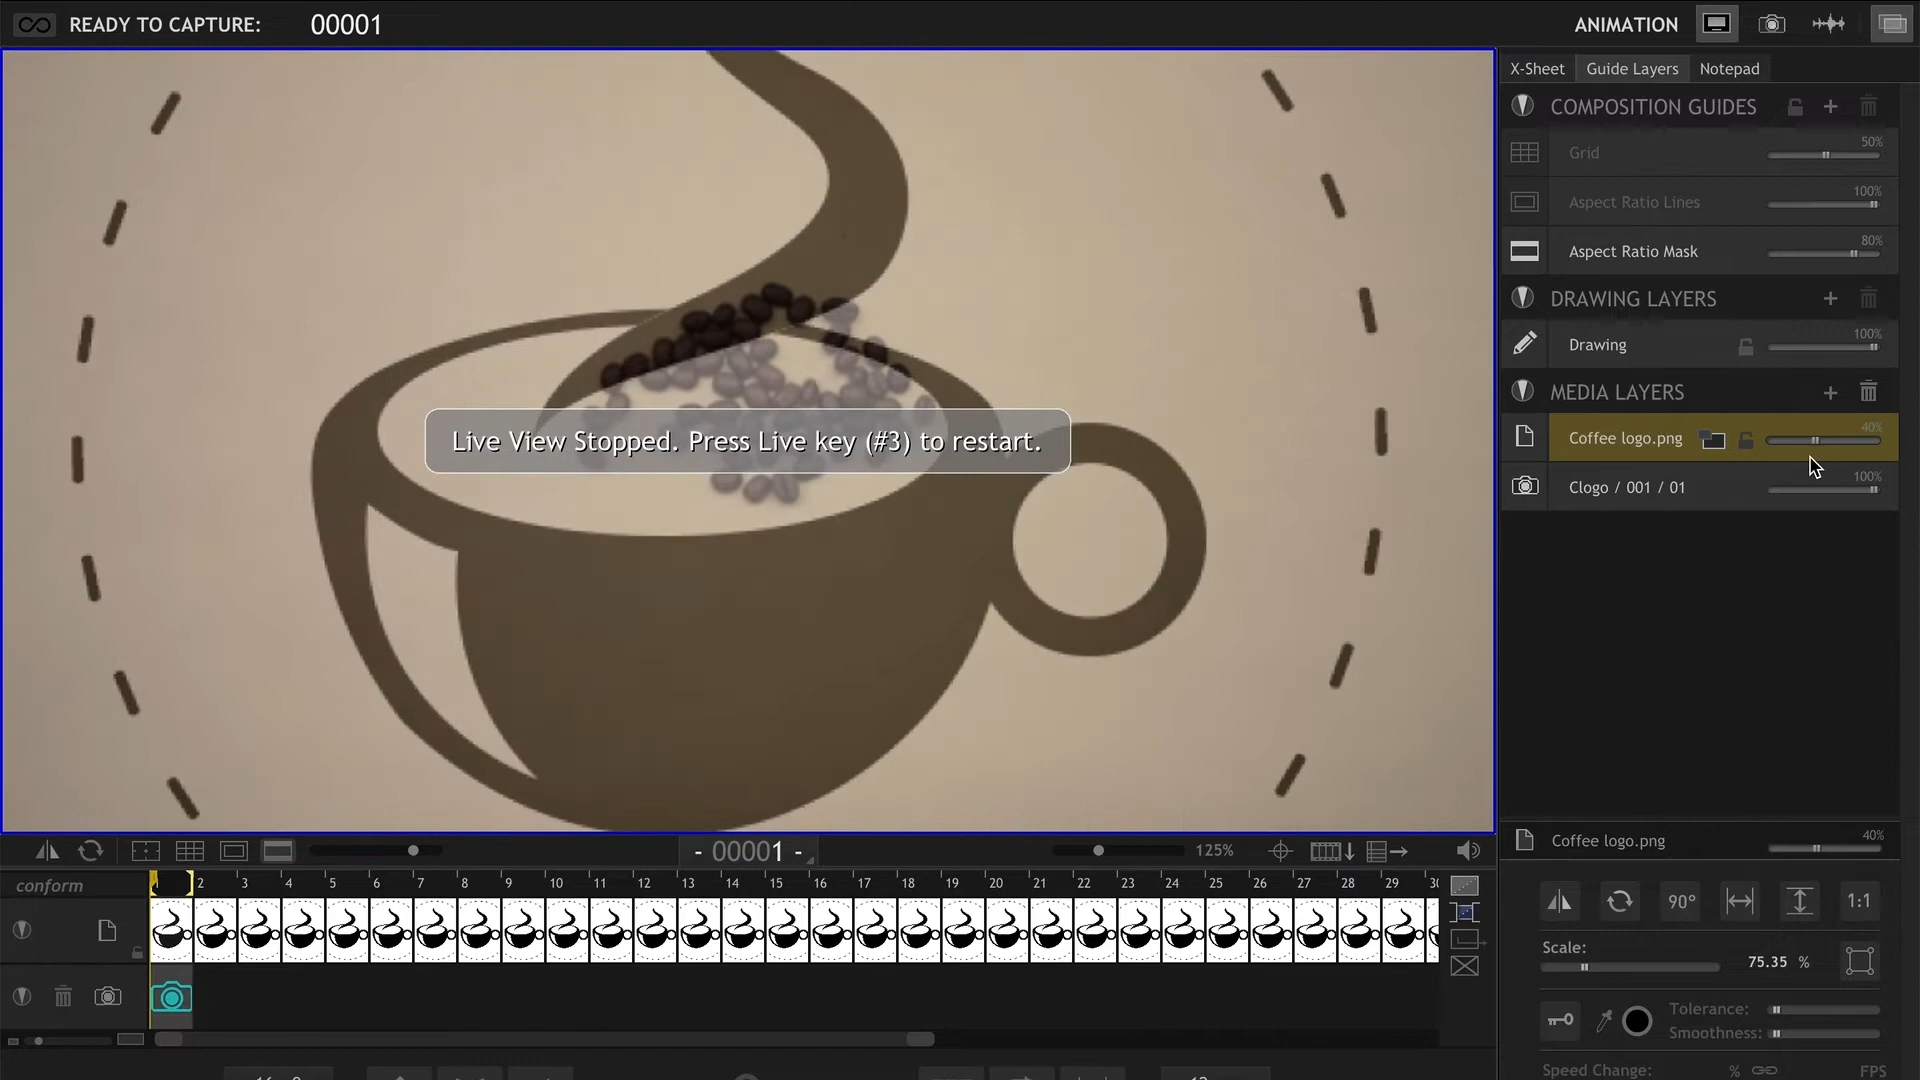 READY TO CAPTURE: 00001
ANIMATION
X-Sheet Guide Layers Notepad
COMPOSITION GUIDES
50%
Grid
100%
Aspect Ratio Lines
80%
Aspect Ratio Mask
DRAWING LAYERS
100%
Drawing
MEDIA LAYERS
40%
Coffee logo.png
100%
Clogo / 001 / 01
Live View Stopped. Press Live key (#3) to restart.
Coffee logo.png 40%
90° 1:1
Scale: 75.35 %
Tolerance:
Smoothness:
Speed Change: % FPS
- 00001 - 125%
conform 2 3 4 5 6 7 8 9 10 11 12 13 14 15 16 17 18 19 20 21 22 23 24 25 26 27 28 29